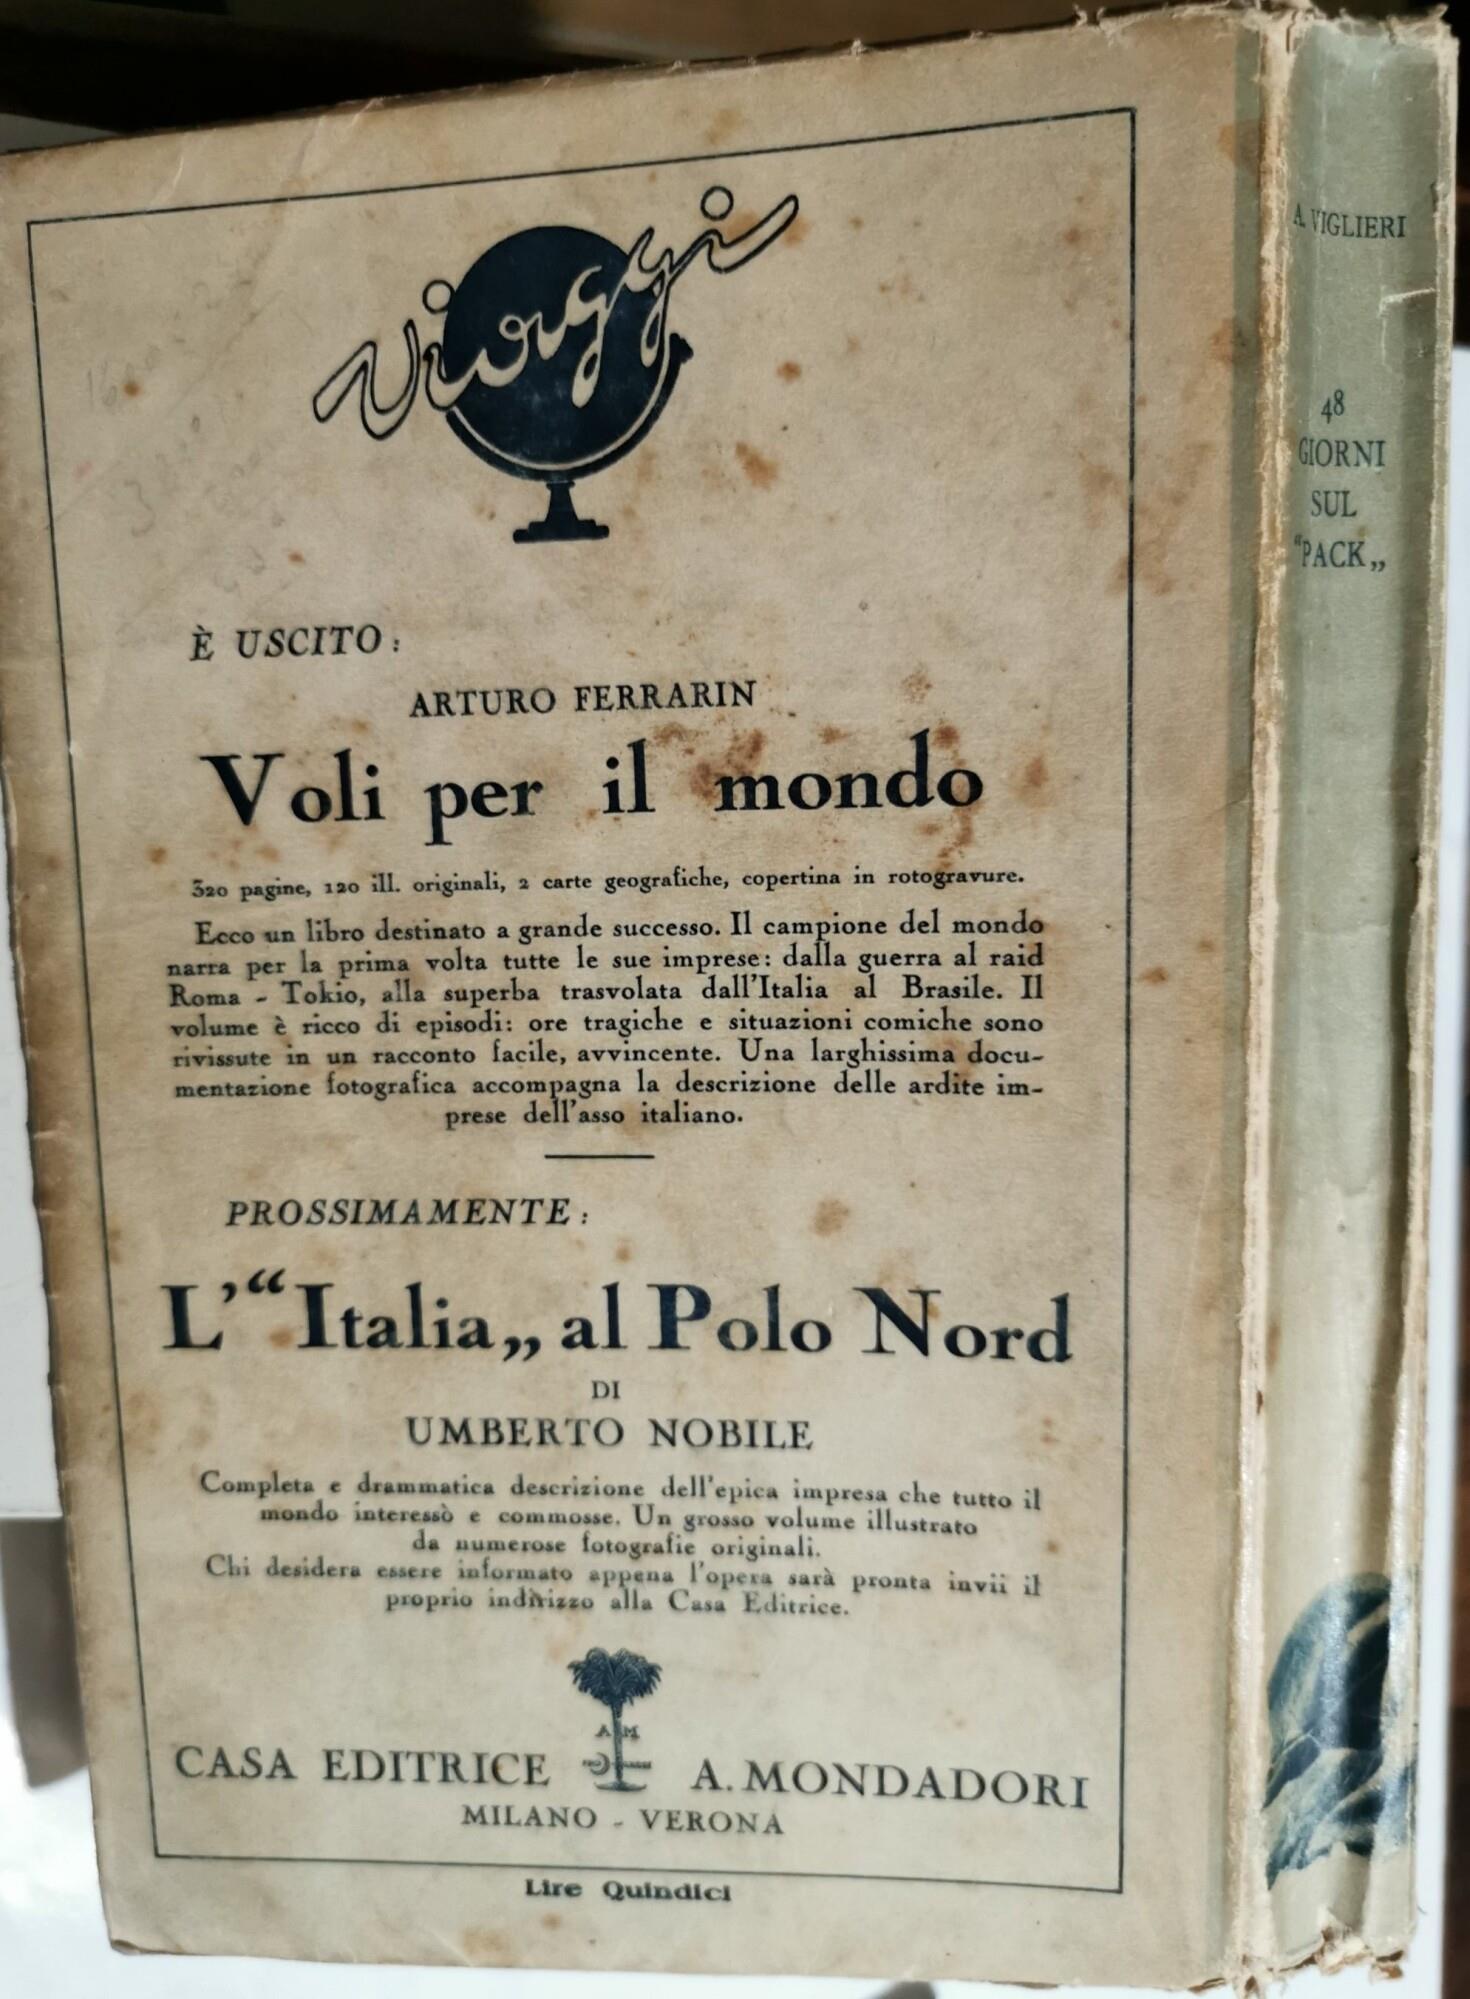 viaggi
È USCITO:
ARTURO FERRARIN
Voli per il mondo
320 pagine, 120 ill. originali, 2 carte geografiche, copertina in rotogravure.
Ecco un libro destinato a grande successo. Il campione del mondo
narra per la prima volta tutte le sue imprese: dalla guerra al raid
Roma - Tokio, alla superba trasvolata dall'Italia al Brasile. Il
volume è ricco di episodi: ore tragiche e situazioni comiche sono
rivissute in un racconto facile, avvincente. Una larghissima docu-
mentazione fotografica accompagna la descrizione delle ardite im-
prese dell'asso italiano.
PROSSIMAMENTE:
L'“Italia„ al Polo Nord
DI
UMBERTO NOBILE
Completa e drammatica descrizione dell'epica impresa che tutto il
mondo interessò e commosse. Un grosso volume illustrato
da numerose fotografie originali.
Chi desidera essere informato appena l'opera sarà pronta invii il
proprio indirizzo alla Casa Editrice.
A M
CASA EDITRICE A. MONDADORI
MILANO - VERONA
Lire Quindici
A. VIGLIERI
48
GIORNI
SUL
“PACK„